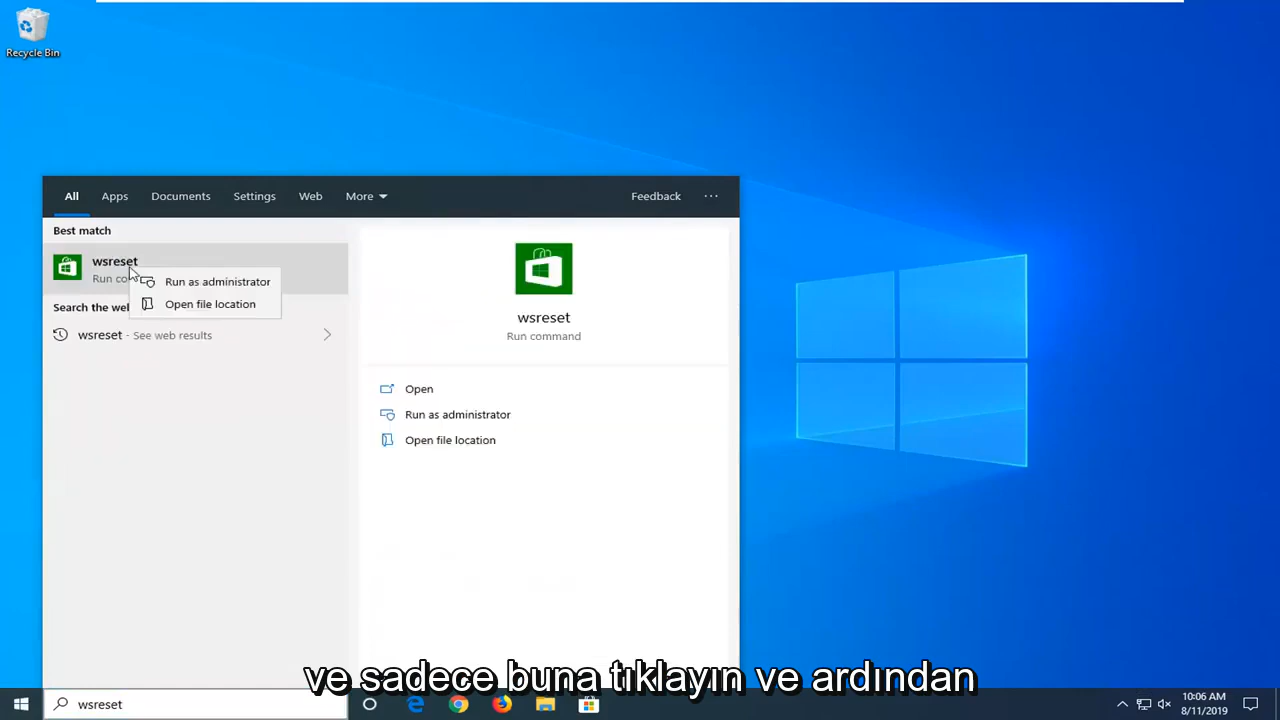 Recycle Bin
All Apps Documents Settings Web More Feedback ...
Best match
wsreset
Run co
Run as administrator
Open file location
Search the we
wsreset - See web results
wsreset
Run command
Open
Run as administrator
Open file location
ve sadece buna tıklayın ve ardından
wsreset
10:06 AM
8/11/2019